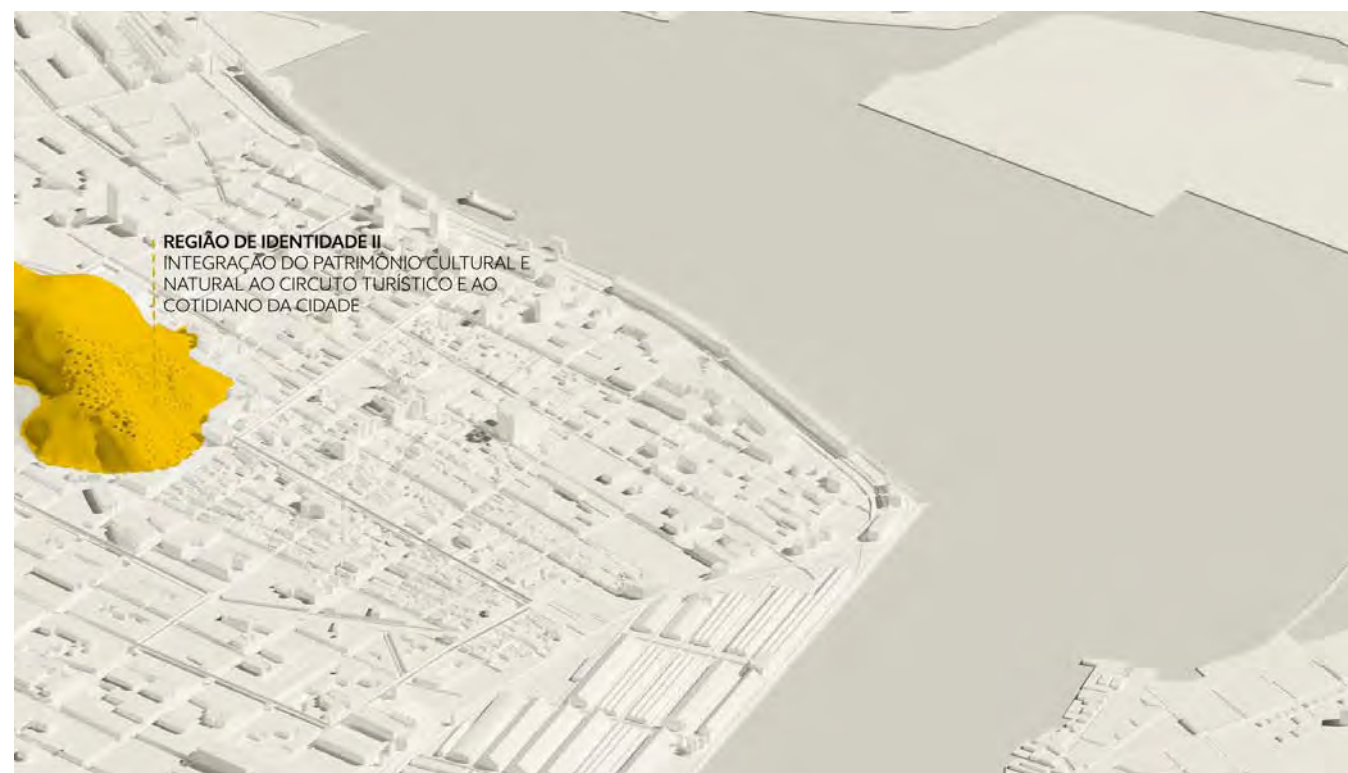 REGIÃO DE IDENTIDADE II
INTEGRAÇÃO DO PATRIMÔNIO CULTURAL E
NATURAL AO CIRCUTO TURÍSTICO E AO
COTIDIANO DA CIDADE